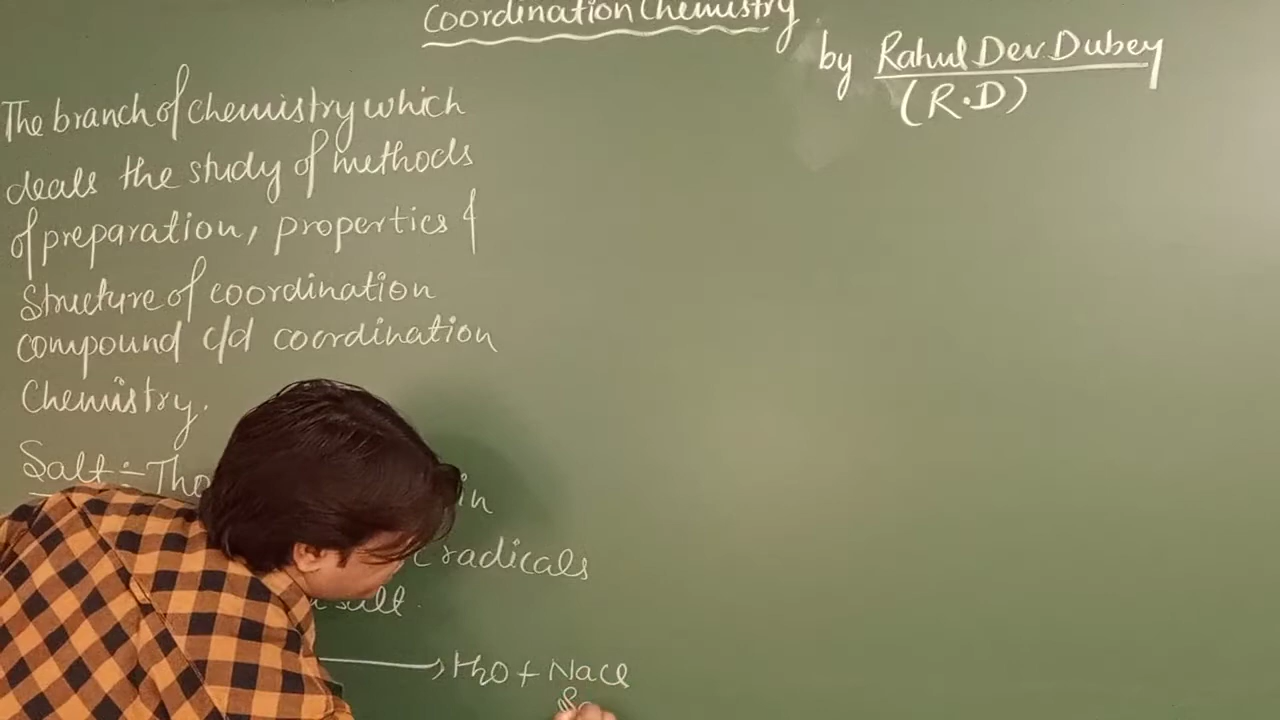 Coordination Chemistry
by Rahul Dev Dubey
(R.D)
The branch of chemistry which
deals the study of methods
of preparation, properties &
Structure of coordination
compound c/d coordination
Chemistry.
Salt :- in
radicals
salt.
→ H2O + NaCl